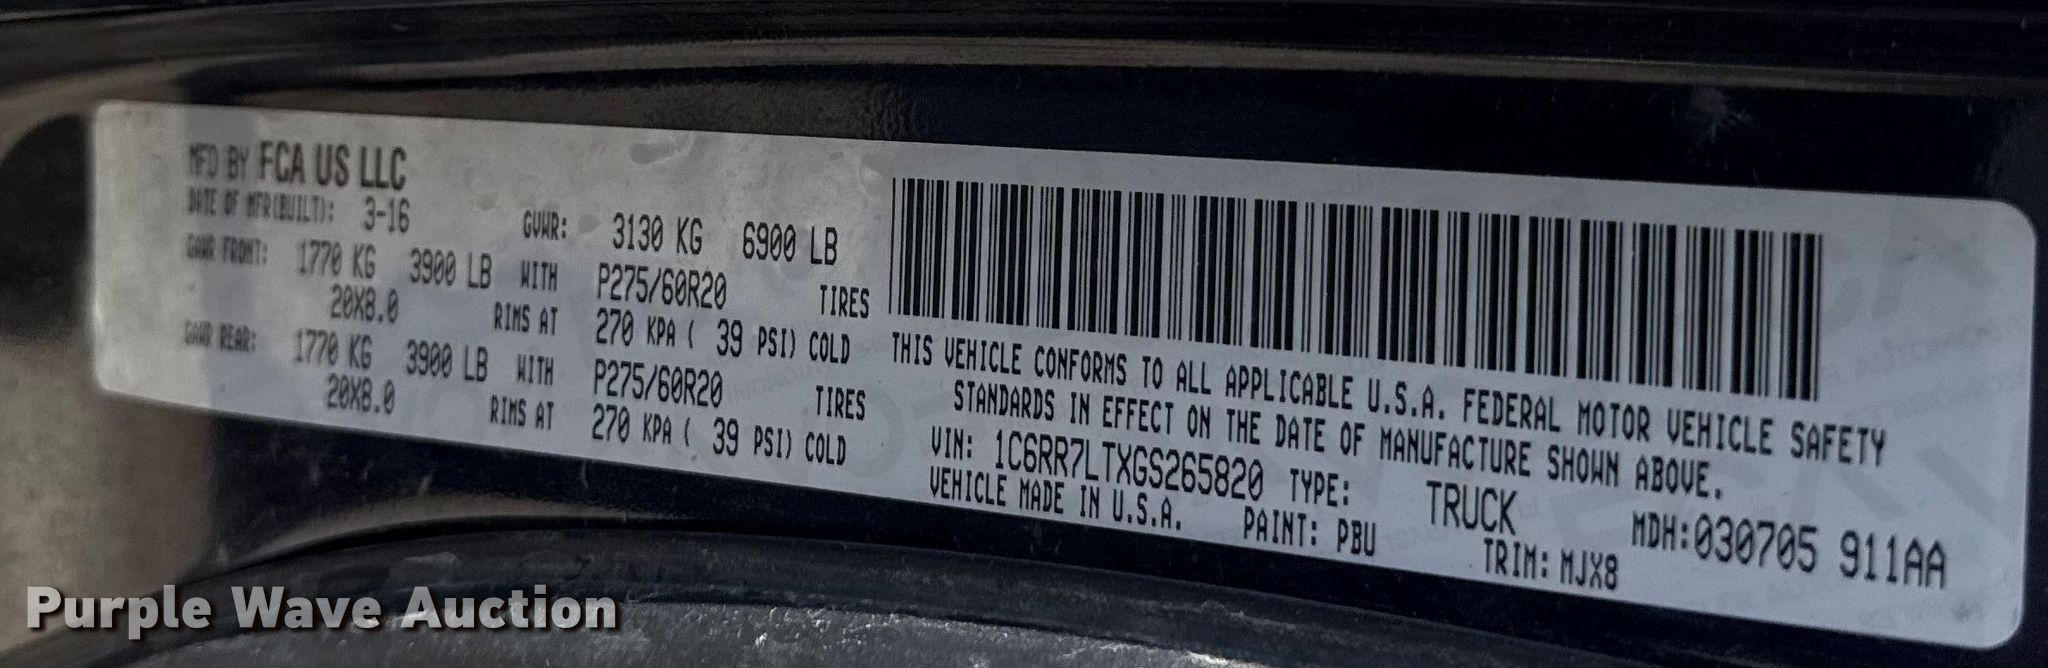 MFD BY FCA US LLC
DATE OF MFR(BUILT): 3-16 GVWR: 3130 KG 6900 LB
GAWR FRONT: 1770 KG 3900 LB WITH P275/60R20 TIRES
20X8.0 RIMS AT 270 KPA ( 39 PSI) COLD
GAWR REAR: 1770 KG 3900 LB WITH P275/60R20 TIRES
20X8.0 RIMS AT 270 KPA ( 39 PSI) COLD
THIS VEHICLE CONFORMS TO ALL APPLICABLE U.S.A. FEDERAL MOTOR VEHICLE SAFETY
STANDARDS IN EFFECT ON THE DATE OF MANUFACTURE SHOWN ABOVE.
VIN: 1C6RR7LTXGS265820 TYPE: TRUCK MDH:030705 911AA
VEHICLE MADE IN U.S.A. PAINT: PBU TRIM: MJX8
Purple Wave Auction